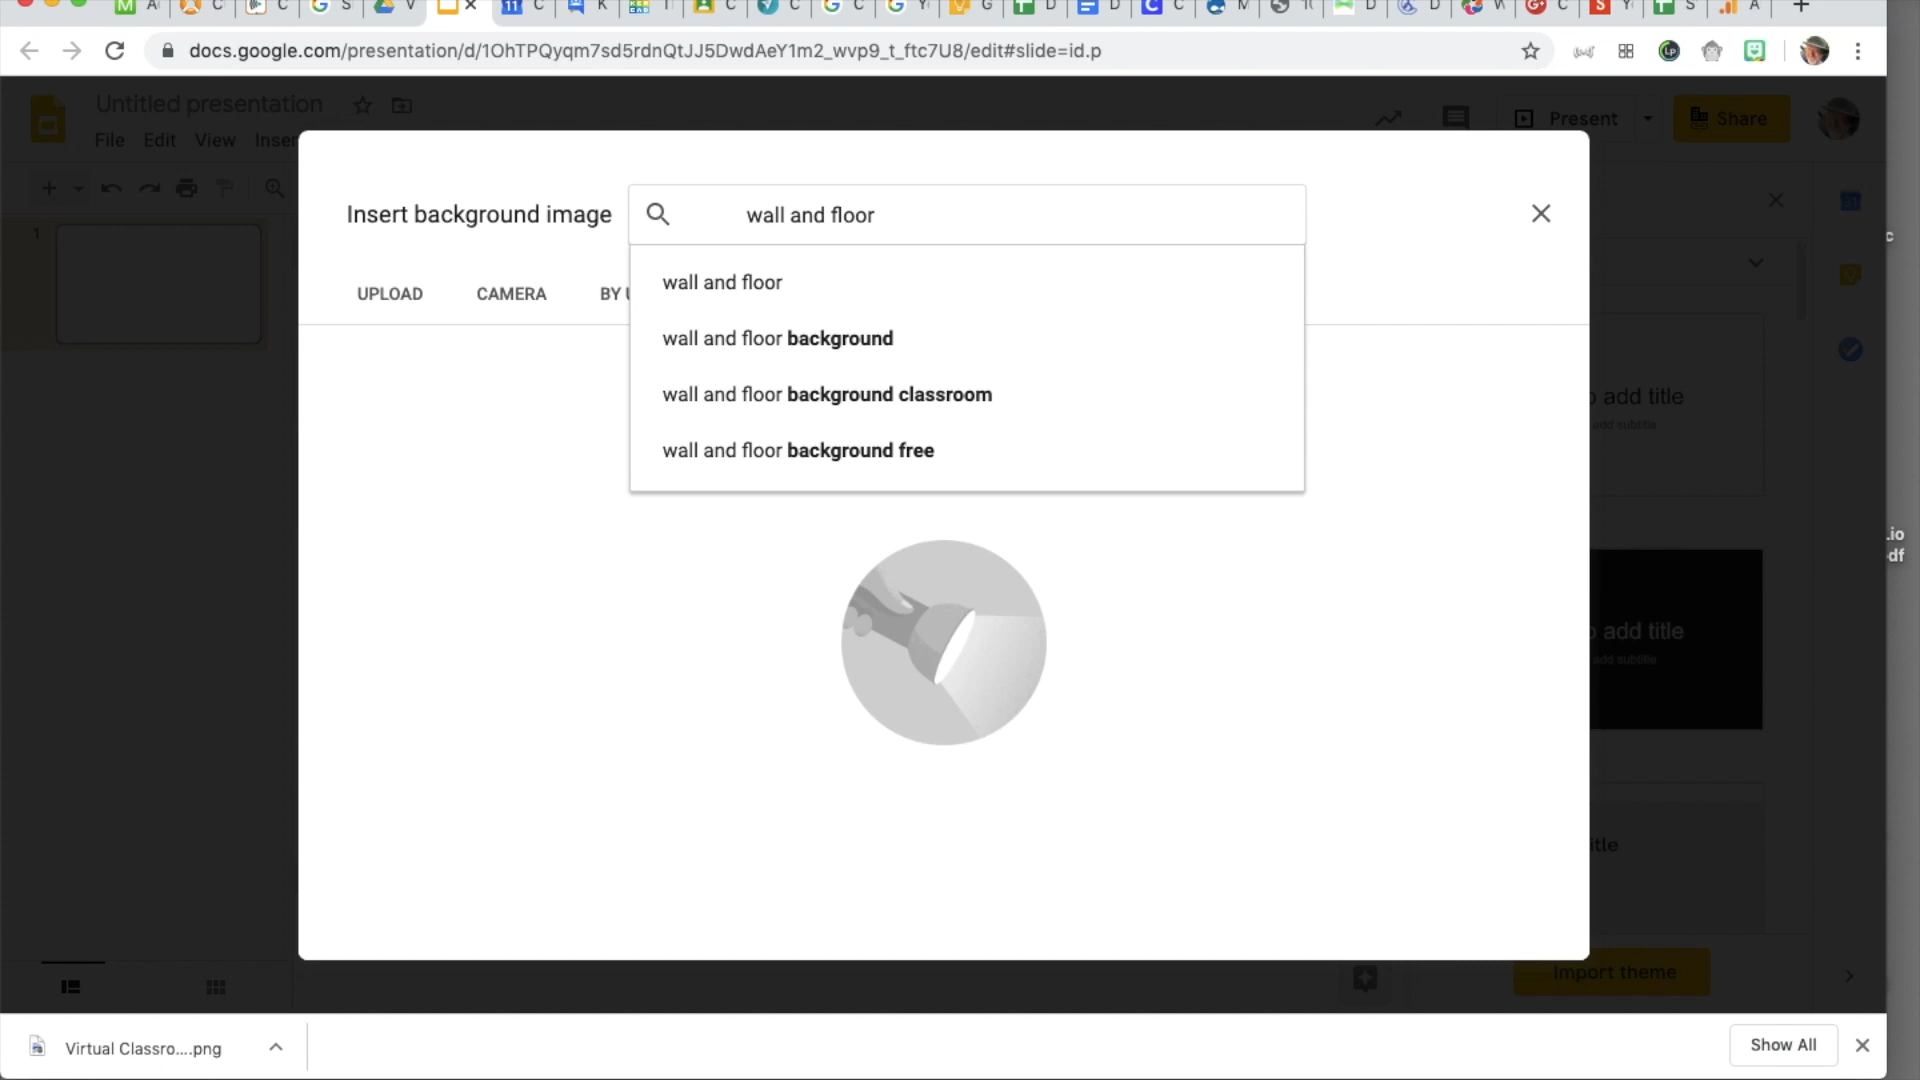 docs.google.com/presentation/d/1OhTPQyqm7sd5rdnQtJJ5DwdAeY1m2_wvp9_t_ftc7U8/edit#slide=id.p
Untitled presentation
File Edit View Inser
Present
Share
Insert background image
wall and floor
UPLOAD CAMERA BY U
wall and floor
wall and floor background
wall and floor background classroom
wall and floor background free
1
add title
add subtitle
add title
add subtitle
itle
Import theme
.io
df
Virtual Classro....png
Show All